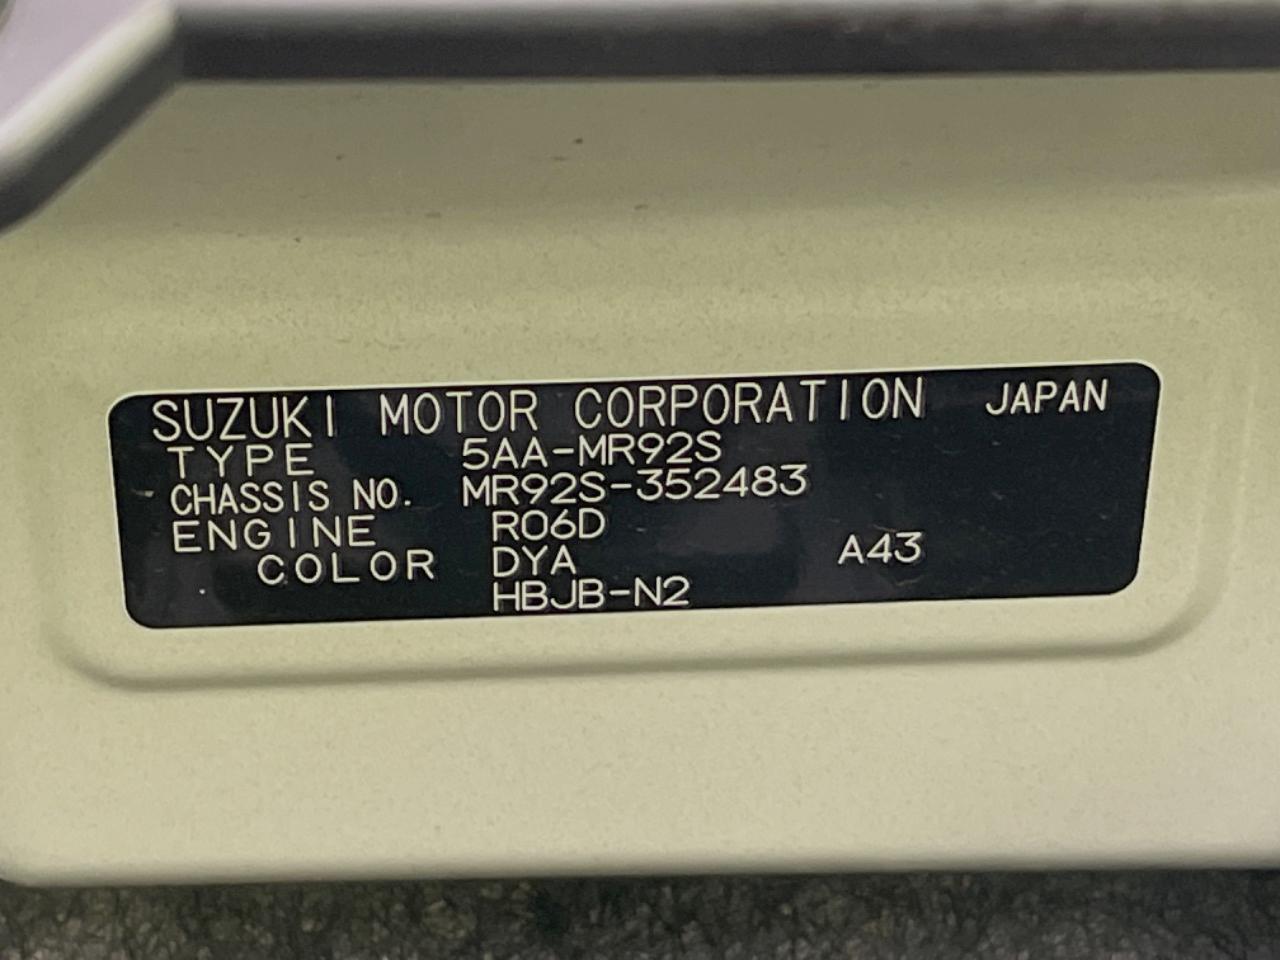 SUZUKI MOTOR CORPORATION JAPAN
TYPE 5AA-MR92S
CHASSIS NO. MR92S-352483
ENGINE R06D
COLOR DYA A43
HBJB-N2